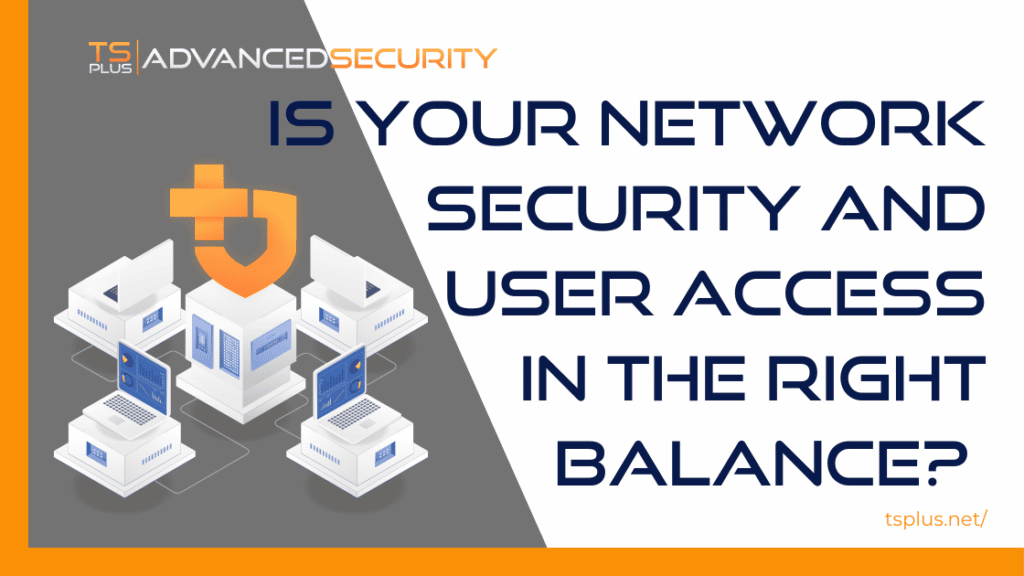 TS PLUS ADVANCEDSECURITY
IS YOUR NETWORK
SECURITY AND
USER ACCESS
IN THE RIGHT
BALANCE?
tsplus.net/